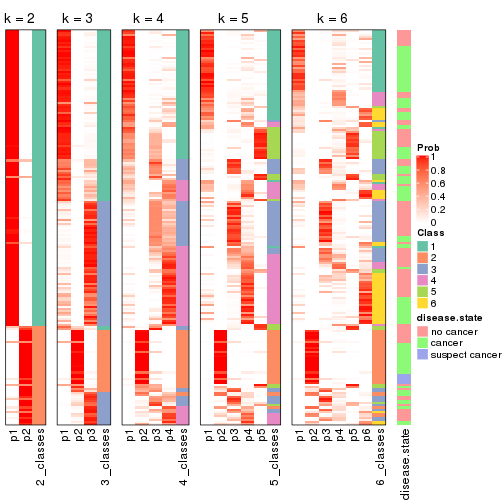 k = 2
k = 3
k = 4
k = 5
k = 6
Prob
1
0.8
0.6
0.4
0.2
0
Class
1
2
3
4
5
6
disease.state
no cancer
cancer
suspect cancer
p1
p2
2_classes
p1
p2
p3
3_classes
p1
p2
p3
p4
4_classes
p1
p2
p3
p4
p5
5_classes
p1
p2
p3
p4
p5
p6
6_classes
disease.state